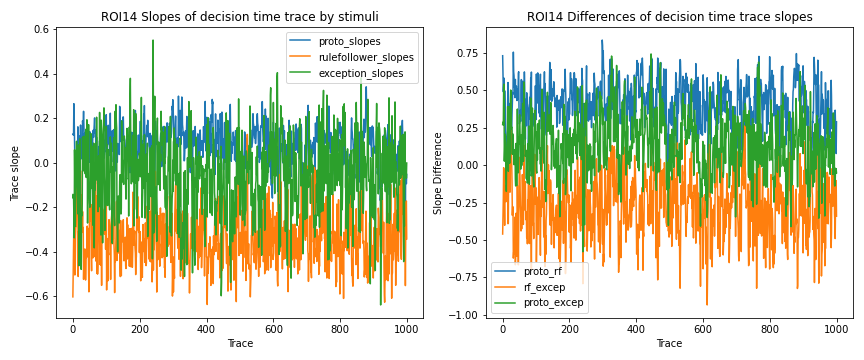 ROI14 Slopes of decision time trace by stimuli
0.6
0.4
0.2
0.0
−0.2
−0.4
−0.6
Trace slope
0
200
400
600
800
1000
Trace
proto_slopes
rulefollower_slopes
exception_slopes
ROI14 Differences of decision time trace slopes
0.75
0.50
0.25
0.00
−0.25
−0.50
−0.75
−1.00
Slope Difference
0
200
400
600
800
1000
Trace
proto_rf
rf_excep
proto_excep